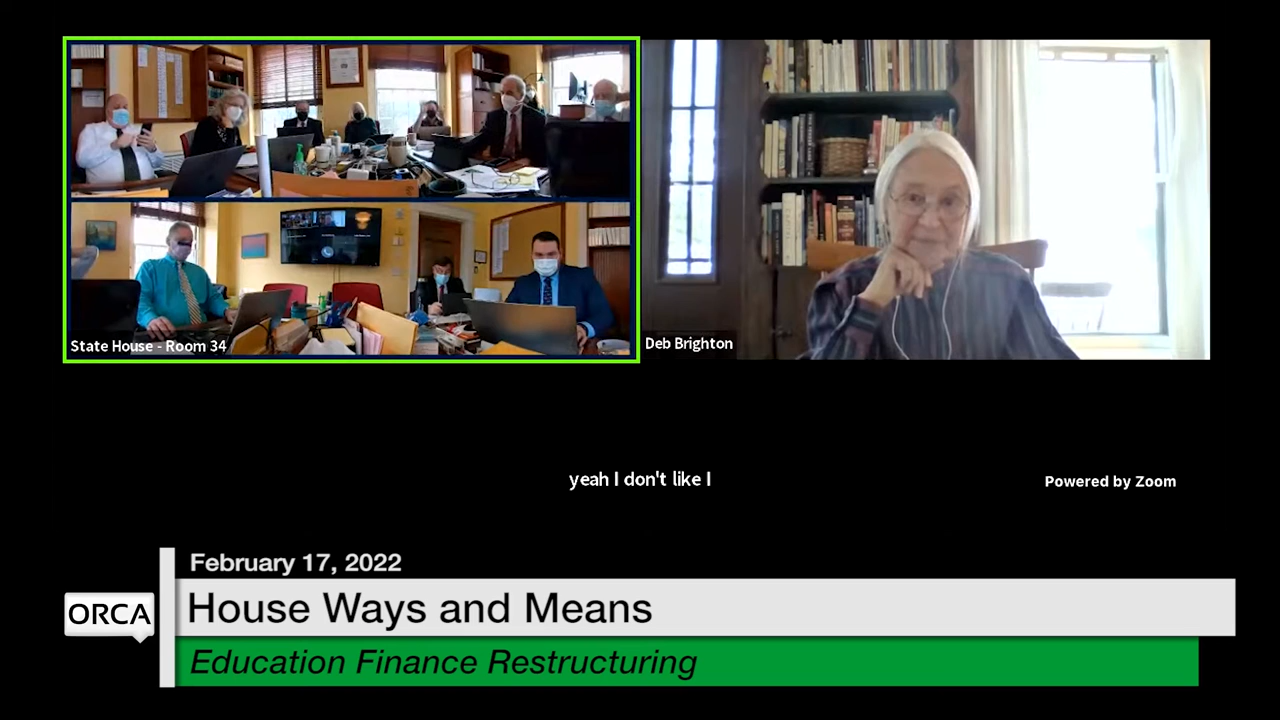 State House - Room 34
Deb Brighton
yeah I don't like I
Powered by Zoom
February 17, 2022
ORCA
House Ways and Means
Education Finance Restructuring